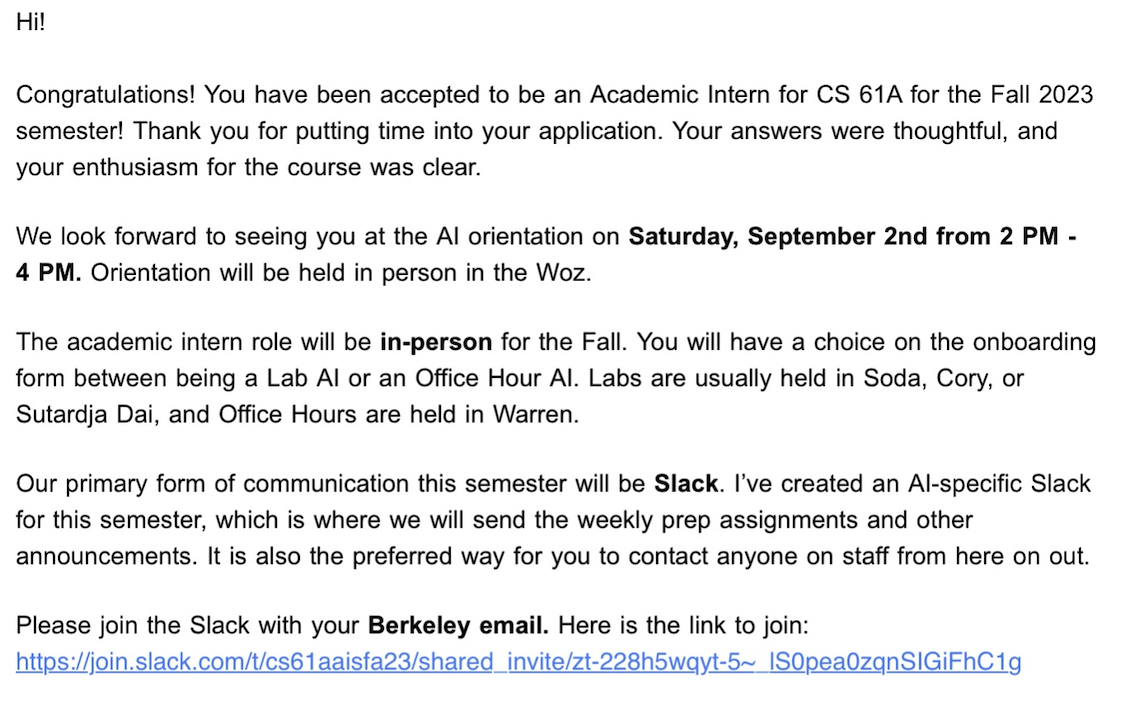 Hi!
Congratulations! You have been accepted to be an Academic Intern for CS 61A for the Fall 2023
semester! Thank you for putting time into your application. Your answers were thoughtful, and
your enthusiasm for the course was clear.
We look forward to seeing you at the AI orientation on Saturday, September 2nd from 2 PM -
4 PM. Orientation will be held in person in the Woz.
The academic intern role will be in-person for the Fall. You will have a choice on the onboarding
form between being a Lab AI or an Office Hour AI. Labs are usually held in Soda, Cory, or
Sutardja Dai, and Office Hours are held in Warren.
Our primary form of communication this semester will be Slack. I’ve created an AI-specific Slack
for this semester, which is where we will send the weekly prep assignments and other
announcements. It is also the preferred way for you to contact anyone on staff from here on out.
Please join the Slack with your Berkeley email. Here is the link to join:
https://join.slack.com/t/cs61aaisfa23/shared_invite/zt-228h5wqyt-5~_lS0pea0zqnSIGiFhC1g